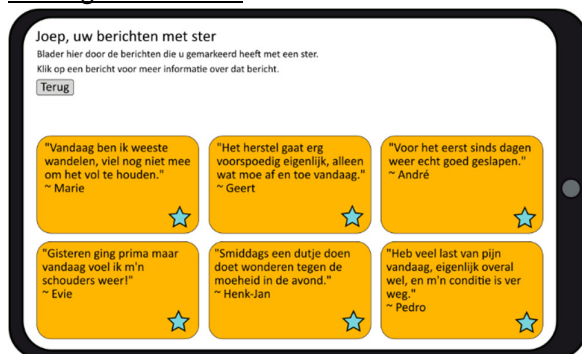 Joep, uw berichten met ster
Blader hier door de berichten die u gemarkeerd heeft met een ster.
Klik op een bericht voor meer informatie over dat bericht.
Terug
"Vandaag ben ik weeste
wandelen, viel nog niet mee
om het vol te houden."
~ Marie
"Het herstel gaat erg
voorspoedig eigenlijk, alleen
wat moe af en toe vandaag."
~ Geert
"Voor het eerst sinds dagen
weer echt goed geslapen."
~ André
"Gisteren ging prima maar
vandaag voel ik m'n
schouders weer!"
~ Evie
"Smiddags een dutje doen
doet wonderen tegen de
moeheid in de avond."
~ Henk-Jan
"Heb veel last van pijn
vandaag, eigenlijk overal
wel, en m'n conditie is ver
weg."
~ Pedro